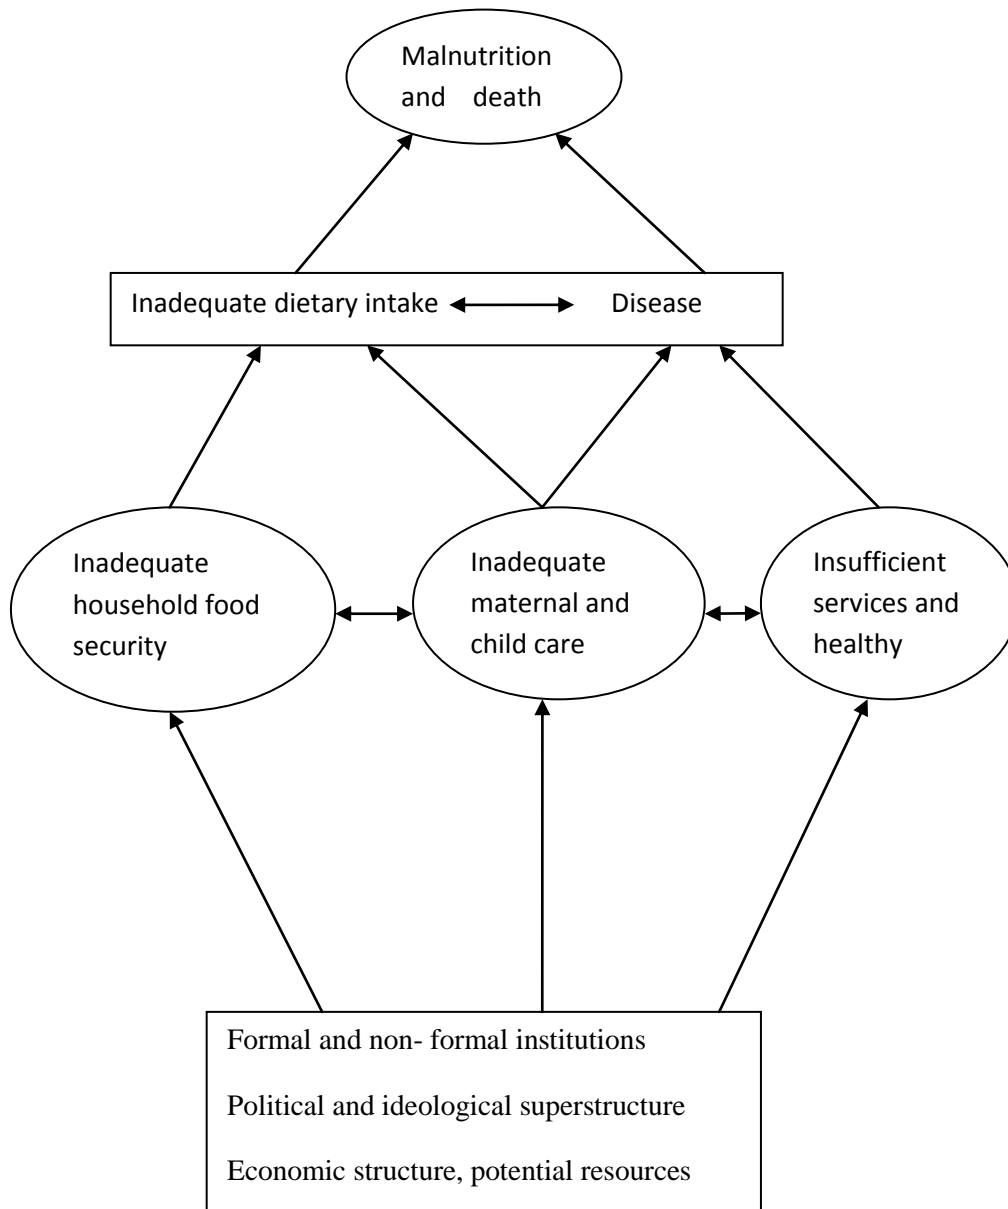 Malnutrition
and death
Inadequate dietary intake Disease
Inadequate
household food
security
Inadequate
maternal and
child care
Insufficient
services and
healthy
Formal and non- formal institutions
Political and ideological superstructure
Economic structure, potential resources